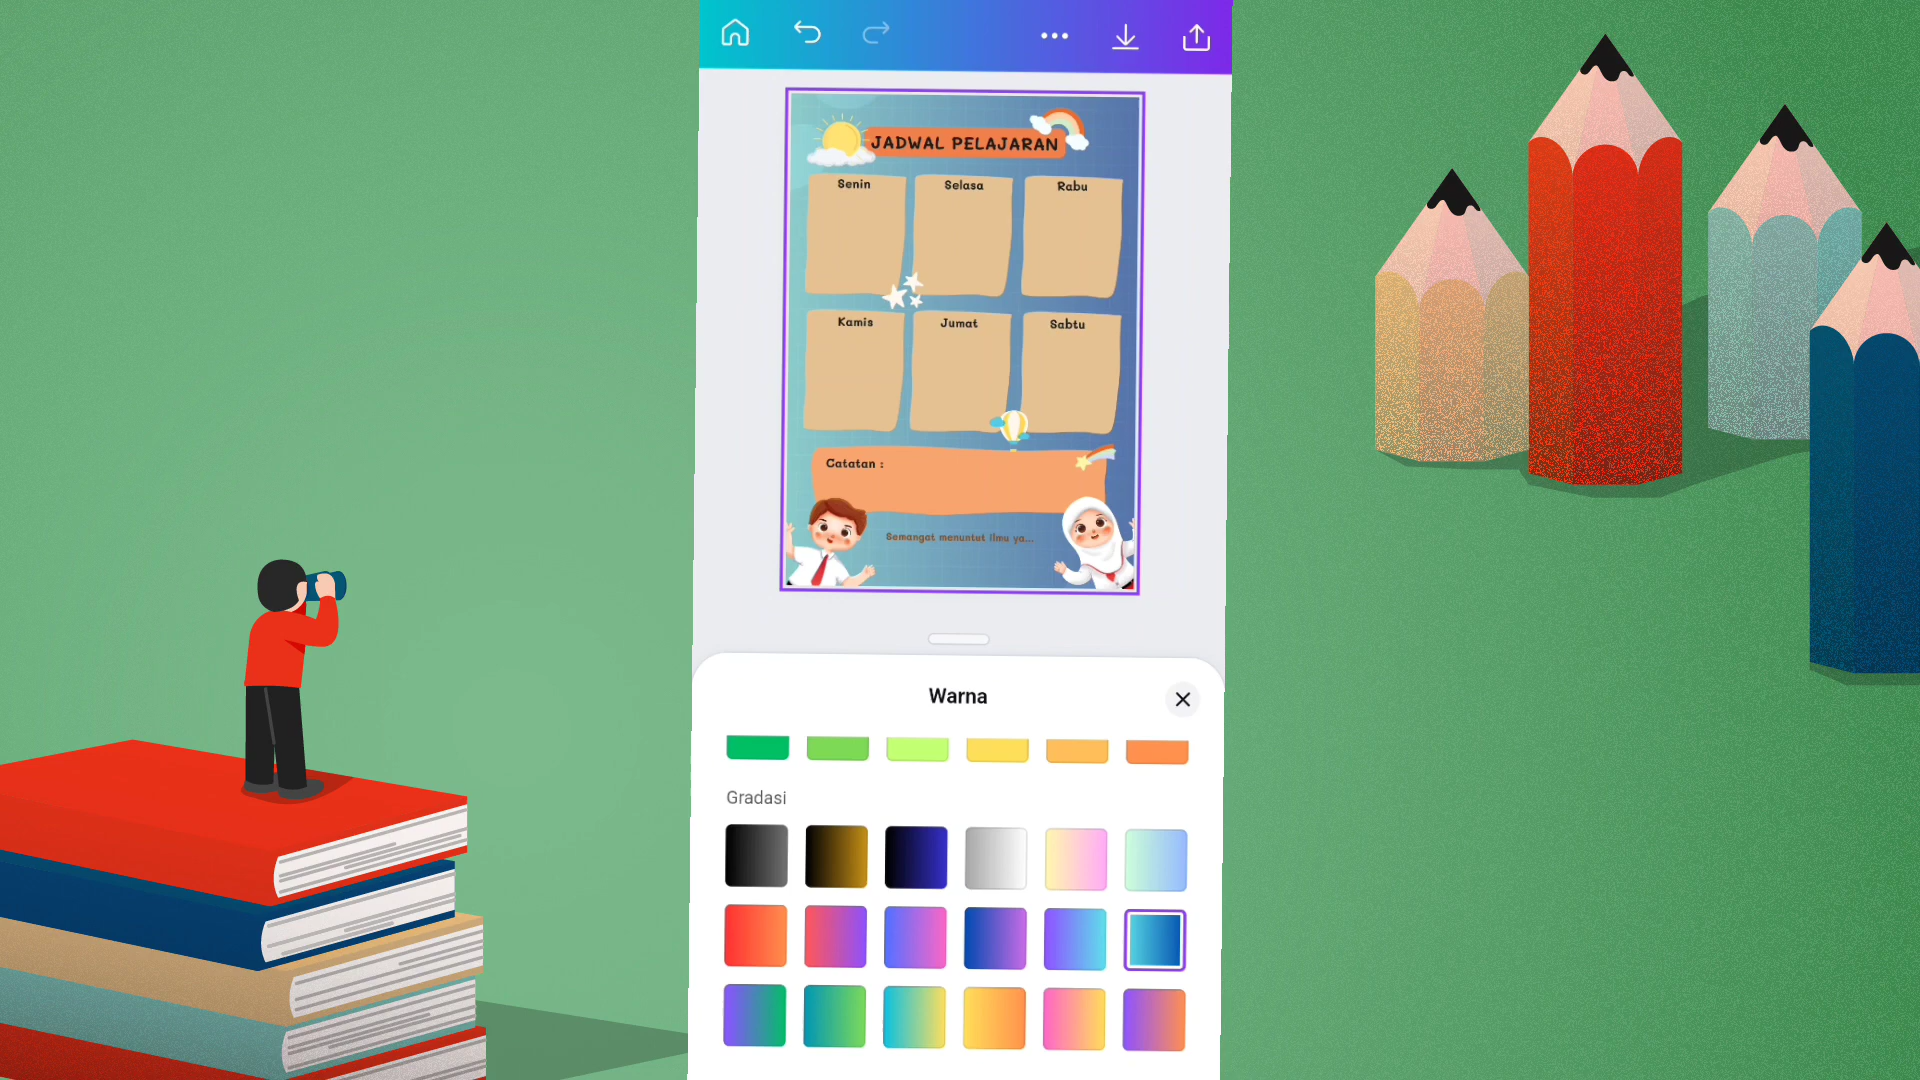 JADWAL PELAJARAN
Senin
Selasa
Rabu
Kamis
Jumat
Sabtu
Catatan :
Semangat menuntut ilmu ya...
Warna
Gradasi